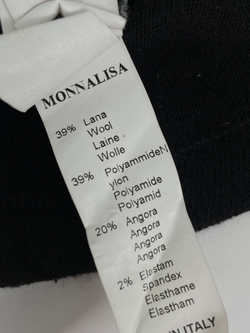 MONNALISA
39% Lana
Wool
Laine
Wolle
39% PolyammideN
ylon
Polyamide
Polyamid
20% Angora
Angora
Angora
Angora
2% Elastam
Spandex
Elasthame
Elastham
ITALY